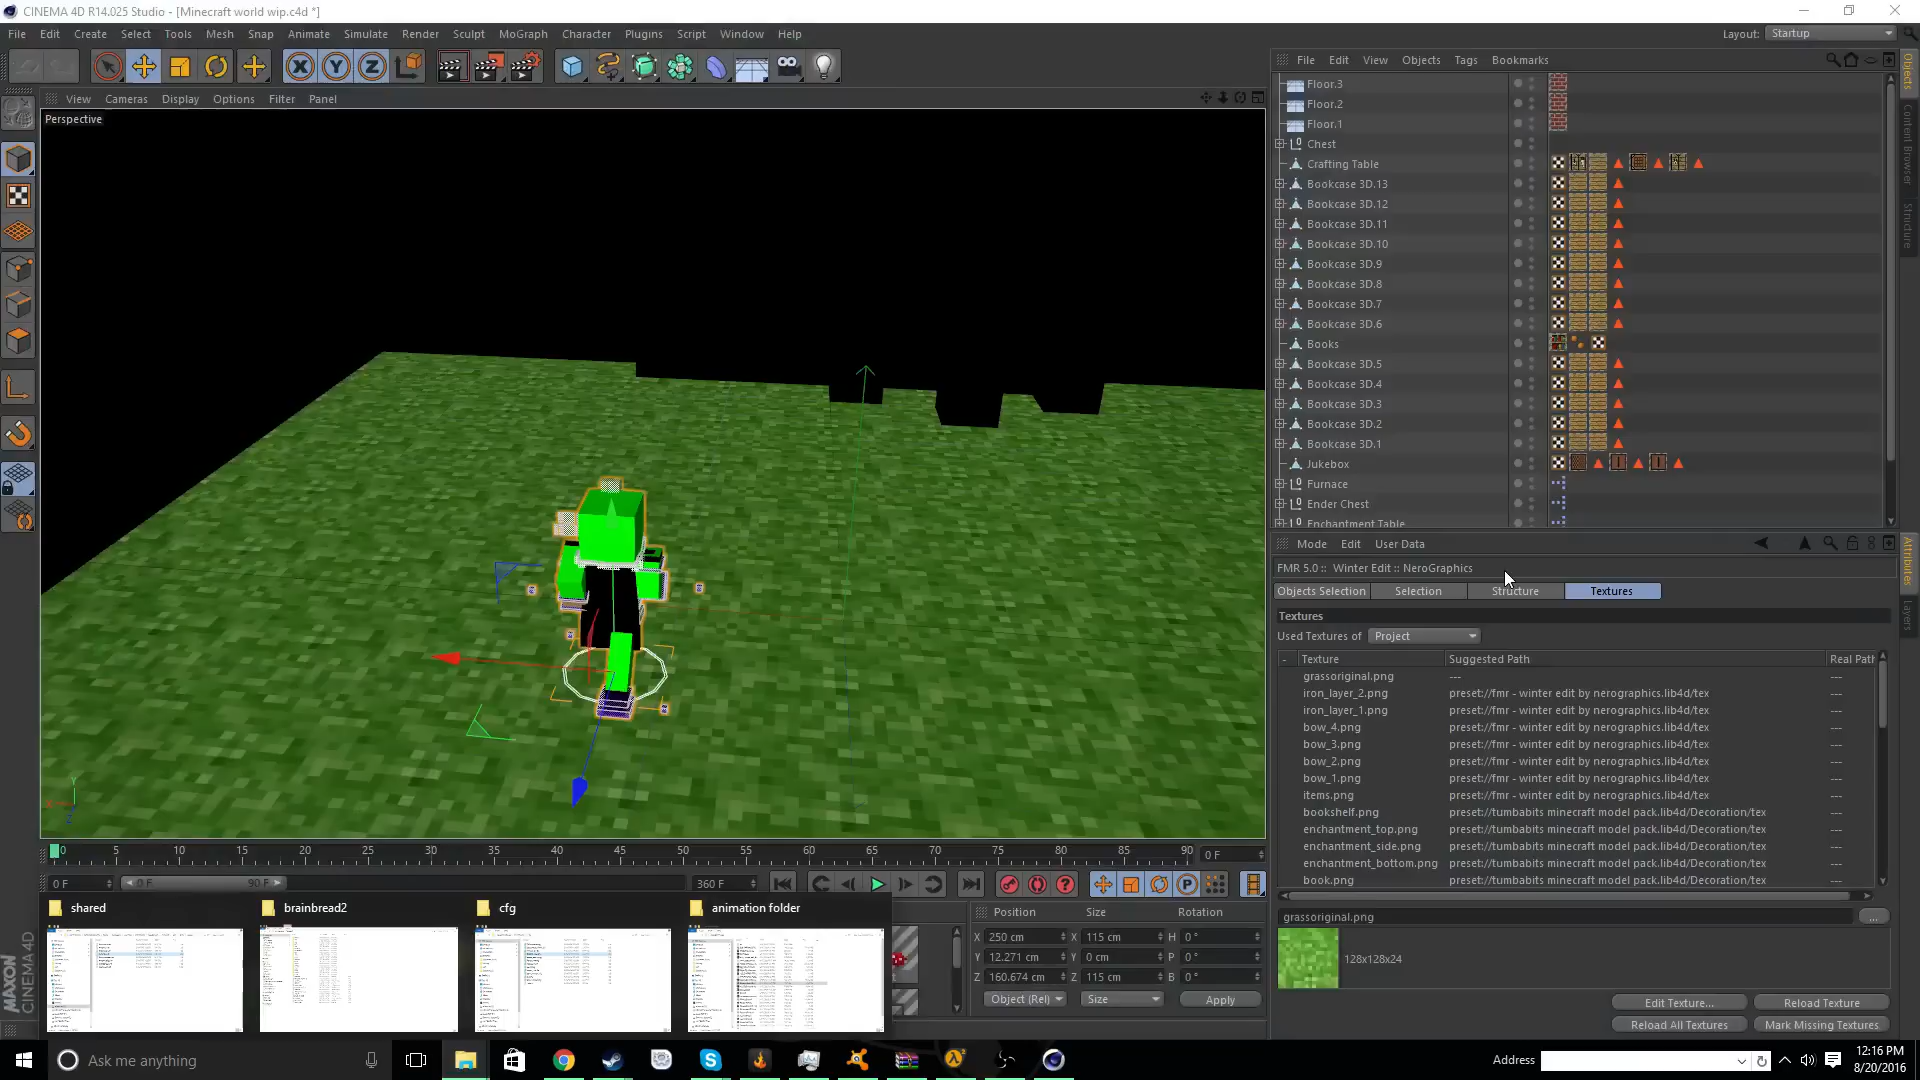 CINEMA 4D R14.025 Studio - [Minecraft world wip.c4d *]
File Edit Create Select Tools Mesh Snap Animate Simulate Render Sculpt MoGraph Character Plugins Script Window Help
Layout: Startup
File Edit View Objects Tags Bookmarks
View Cameras Display Options Filter Panel
Perspective
Floor.3
Floor.2
Floor.1
Chest
Crafting Table
Bookcase 3D.13
Bookcase 3D.12
Bookcase 3D.11
Bookcase 3D.10
Bookcase 3D.9
Bookcase 3D.8
Bookcase 3D.7
Bookcase 3D.6
Books
Bookcase 3D.5
Bookcase 3D.4
Bookcase 3D.3
Bookcase 3D.2
Bookcase 3D.1
Jukebox
Furnace
Ender Chest
Enchantment Table
Objects
Content Browser
Structure
Mode Edit User Data
FMR 5.0 :: Winter Edit :: NeroGraphics
Objects Selection Selection Structure Textures
Attributes
Layers
Textures
Used Textures of Project
- Texture Suggested Path Real Path
grassoriginal.png --- ---
iron_layer_2.png preset://fmr - winter edit by nerographics.lib4d/tex ---
iron_layer_1.png preset://fmr - winter edit by nerographics.lib4d/tex ---
bow_4.png preset://fmr - winter edit by nerographics.lib4d/tex ---
bow_3.png preset://fmr - winter edit by nerographics.lib4d/tex ---
bow_2.png preset://fmr - winter edit by nerographics.lib4d/tex ---
bow_1.png preset://fmr - winter edit by nerographics.lib4d/tex ---
items.png preset://fmr - winter edit by nerographics.lib4d/tex ---
bookshelf.png preset://tumbabits minecraft model pack.lib4d/Decoration/tex ---
enchantment_top.png preset://tumbabits minecraft model pack.lib4d/Decoration/tex ---
enchantment_side.png preset://tumbabits minecraft model pack.lib4d/Decoration/tex ---
enchantment_bottom.png preset://tumbabits minecraft model pack.lib4d/Decoration/tex ---
book.png preset://tumbabits minecraft model pack.lib4d/Decoration/tex ---
grassoriginal.png ...
128x128x24
Edit Texture... Reload Texture
Reload All Textures Mark Missing Textures
0 5 10 15 20 25 30 35 40 45 50 55 60 65 70 75 80 85 90 0 F
0 F 0 F 90 F 360 F
shared brainbread2 cfg animation folder
Position Size Rotation
X 250 cm X 115 cm H 0 °
Y 12.271 cm Y 0 cm P 0 °
Z 160.674 cm Z 115 cm B 0 °
Object (Rel) Size Apply
MAXON CINEMA 4D
Ask me anything
Address
12:16 PM
8/20/2016